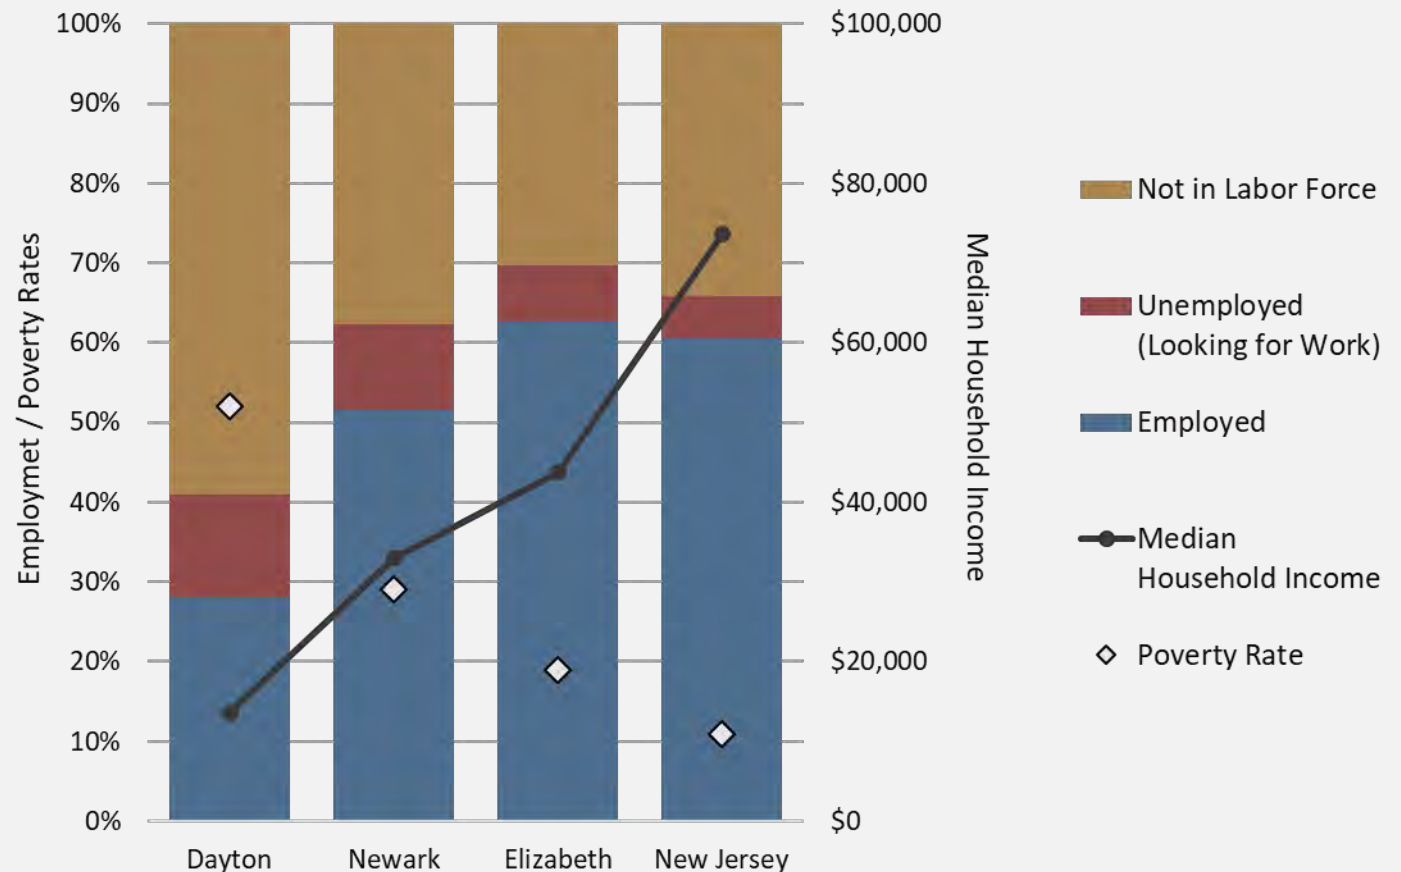 Employmet / Poverty Rates
100%
90%
80%
70%
60%
50%
40%
30%
20%
10%
0%
Dayton
Newark
Elizabeth
New Jersey
$100,000
$80,000
$60,000
$40,000
$20,000
$0
Median Household Income
Not in Labor Force
Unemployed
(Looking for Work)
Employed
Median
Household Income
Poverty Rate